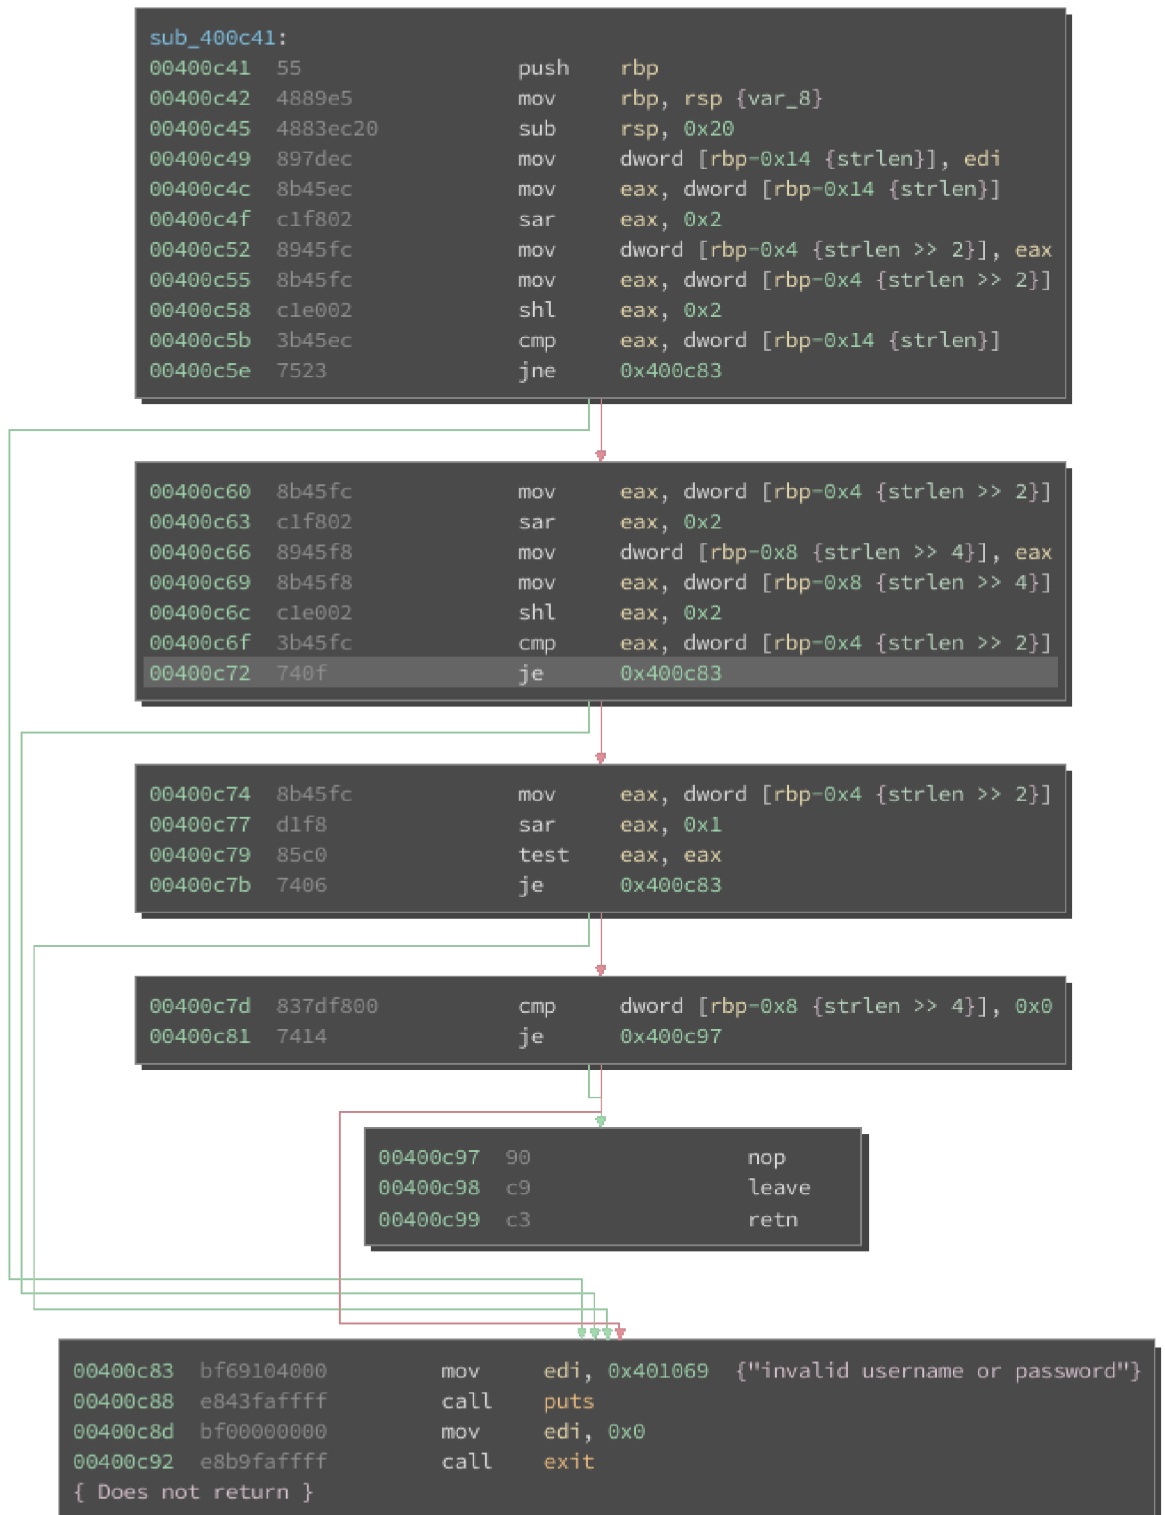 sub_400c41:
00400c41 55 push rbp
00400c42 4889e5 mov rbp, rsp {var_8}
00400c45 4883ec20 sub rsp, 0x20
00400c49 897dec mov dword [rbp-0x14 {strlen}], edi
00400c4c 8b45ec mov eax, dword [rbp-0x14 {strlen}]
00400c4f c1f802 sar eax, 0x2
00400c52 8945fc mov dword [rbp-0x4 {strlen >> 2}], eax
00400c55 8b45fc mov eax, dword [rbp-0x4 {strlen >> 2}]
00400c58 c1e002 shl eax, 0x2
00400c5b 3b45ec cmp eax, dword [rbp-0x14 {strlen}]
00400c5e 7523 jne 0x400c83
00400c60 8b45fc mov eax, dword [rbp-0x4 {strlen >> 2}]
00400c63 c1f802 sar eax, 0x2
00400c66 8945f8 mov dword [rbp-0x8 {strlen >> 4}], eax
00400c69 8b45f8 mov eax, dword [rbp-0x8 {strlen >> 4}]
00400c6c c1e002 shl eax, 0x2
00400c6f 3b45fc cmp eax, dword [rbp-0x4 {strlen >> 2}]
00400c72 740f je 0x400c83
00400c74 8b45fc mov eax, dword [rbp-0x4 {strlen >> 2}]
00400c77 d1f8 sar eax, 0x1
00400c79 85c0 test eax, eax
00400c7b 7406 je 0x400c83
00400c7d 837df800 cmp dword [rbp-0x8 {strlen >> 4}], 0x0
00400c81 7414 je 0x400c97
00400c97 90 nop
00400c98 c9 leave
00400c99 c3 retn
00400c83 bf69104000 mov edi, 0x401069 {"invalid username or password"}
00400c88 e843faffff call puts
00400c8d bf00000000 mov edi, 0x0
00400c92 e8b9faffff call exit
{ Does not return }